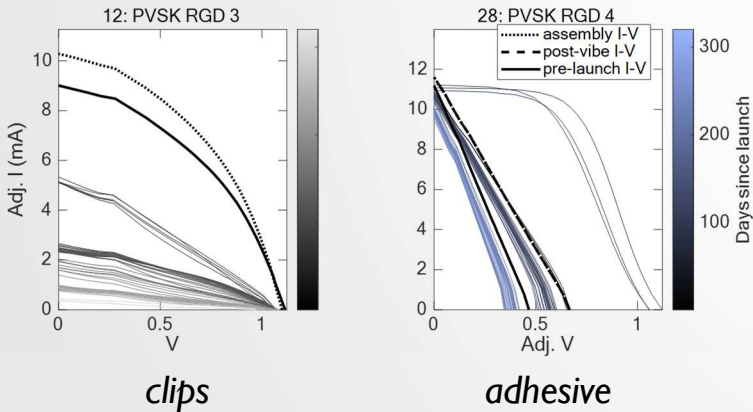 12: PVSK RGD 3
10
8
6
4
2
0
0
0.5
1
Adj. I (mA)
V
clips
28: PVSK RGD 4
assembly I-V
post-vibe I-V
pre-launch I-V
12
10
8
6
4
2
0
0
0.5
1
Adj. V
300
200
100
Days since launch
adhesive